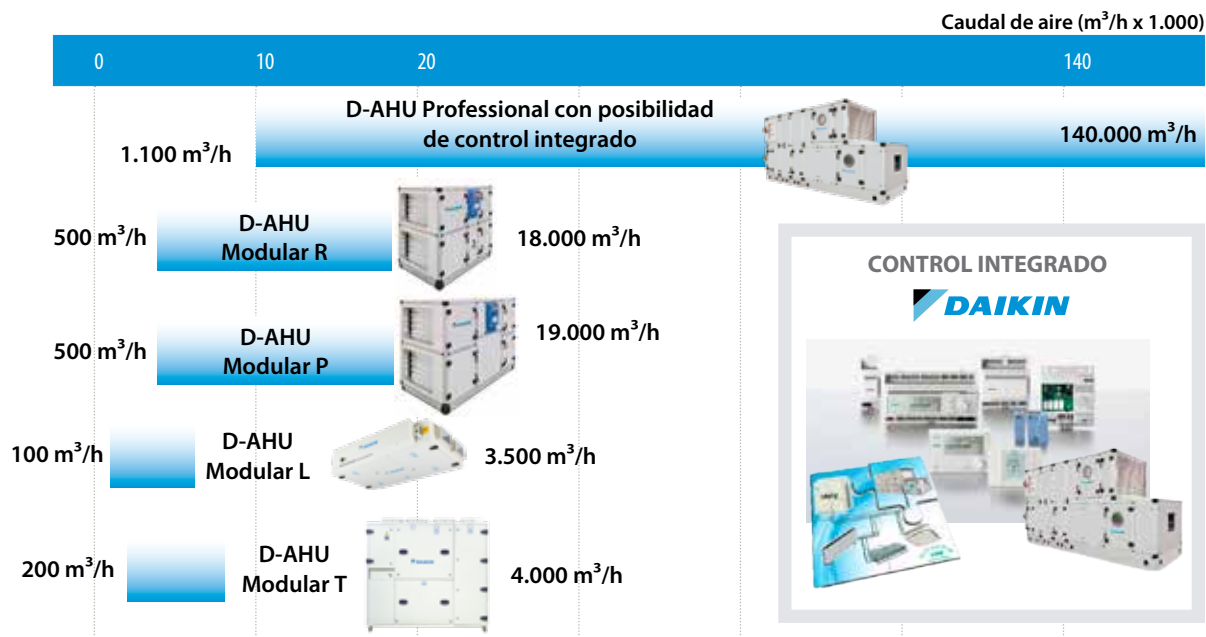 Caudal de aire (m³/h x 1.000)
0 10 20 140
D-AHU Professional con posibilidad
de control integrado
1.100 m³/h
140.000 m³/h
500 m³/h
D-AHU
Modular R
18.000 m³/h
500 m³/h
D-AHU
Modular P
19.000 m³/h
100 m³/h
D-AHU
Modular L
3.500 m³/h
200 m³/h
D-AHU
Modular T
4.000 m³/h
CONTROL INTEGRADO
DAIKIN